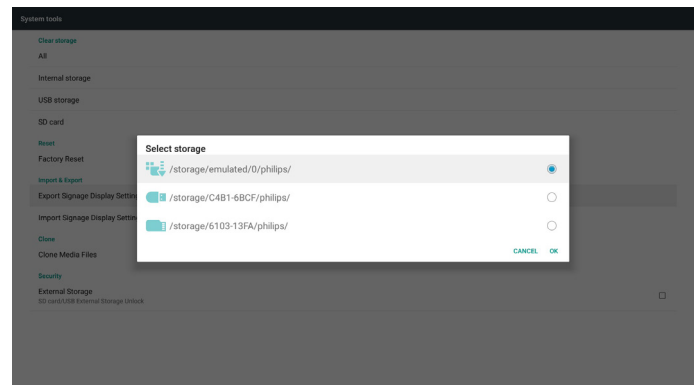 System tools
Clear storage
All
Internal storage
USB storage
SD card
Reset
Factory Reset
Import & Export
Export Signage Display Settin
Import Signage Display Settin
Clone
Clone Media Files
Security
External Storage
SD card/USB External Storage Unlock
Select storage
/storage/emulated/0/philips/
/storage/C4B1-6BCF/philips/
/storage/6103-13FA/philips/
CANCEL OK